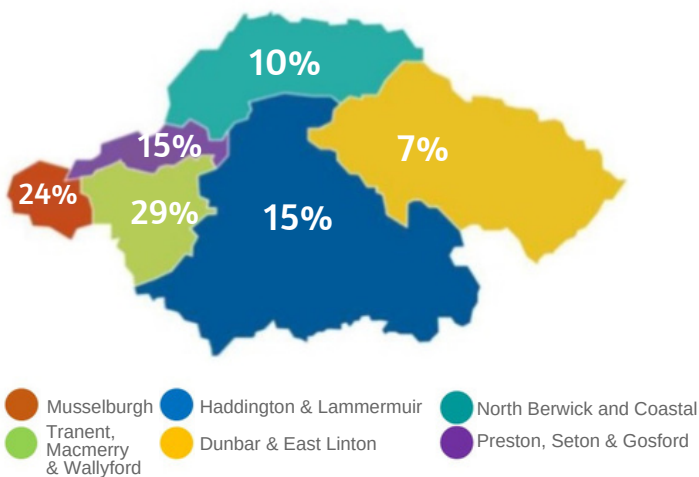 10%
15%
7%
24%
29%
15%
Musselburgh
Haddington & Lammermuir
North Berwick and Coastal
Tranent,
Macmerry
& Wallyford
Dunbar & East Linton
Preston, Seton & Gosford